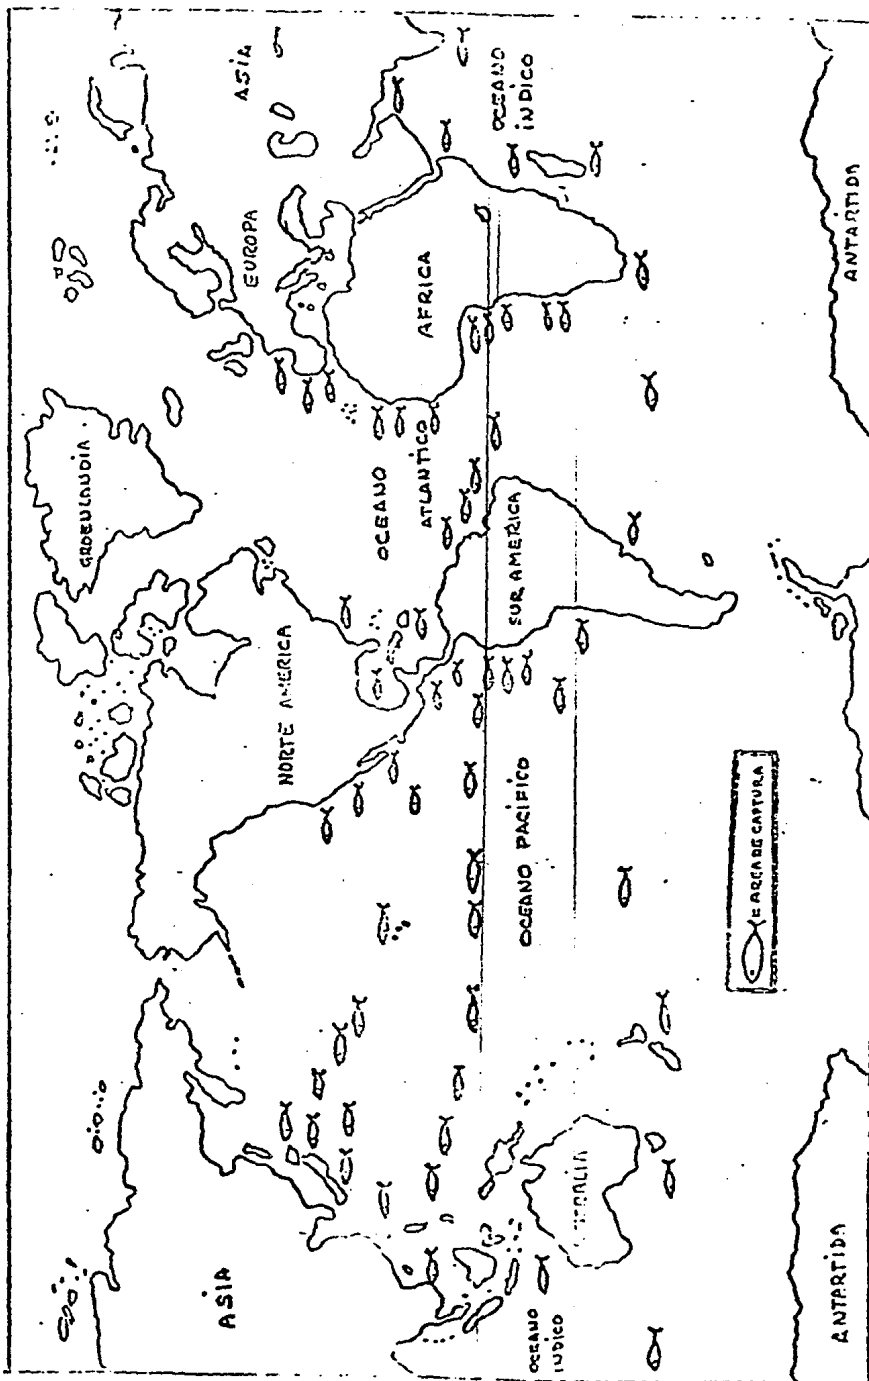 ASIA
EUROPA
ASIA
GROENLANDIA
NORTE AMERICA
OCEANO
ATLANTICO
AFRICA
OCEANO
INDICO
SUR AMERICA
OCEANO PACIFICO
OCEANO
INDICO
= AREA DE CAPTURA
ANTARTIDA
ANTÁRTIDA